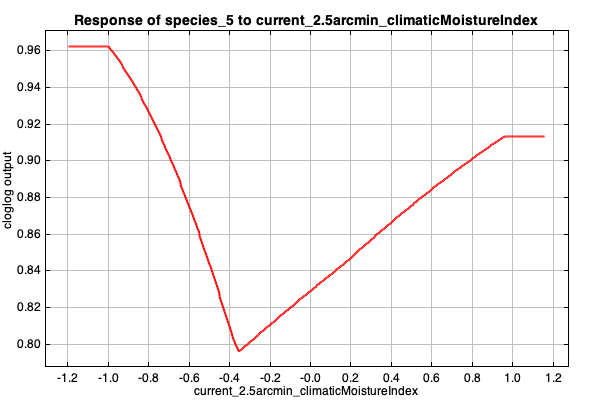 Response of species_5 to current_2.5arcmin_climaticMoistureIndex
cloglog output
0.96
0.94
0.92
0.90
0.88
0.86
0.84
0.82
0.80
-1.2 -1.0 -0.8 -0.6 -0.4 -0.2 -0.0 0.2 0.4 0.6 0.8 1.0 1.2
current_2.5arcmin_climaticMoistureIndex